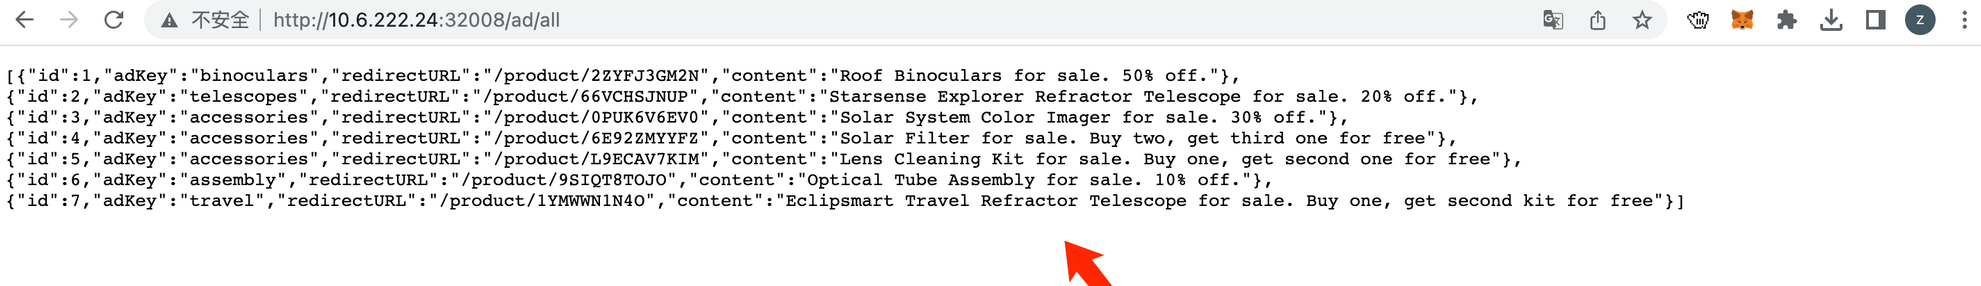 不安全 http://10.6.222.24:32008/ad/all Z
[{"id":1,"adKey":"binoculars","redirectURL":"/product/2ZYFJ3GM2N","content":"Roof Binoculars for sale. 50% off."},
{"id":2,"adKey":"telescopes","redirectURL":"/product/66VCHSJNUP","content":"Starsense Explorer Refractor Telescope for sale. 20% off."},
{"id":3,"adKey":"accessories","redirectURL":"/product/0PUK6V6EV0","content":"Solar System Color Imager for sale. 30% off."},
{"id":4,"adKey":"accessories","redirectURL":"/product/6E92ZMYYFZ","content":"Solar Filter for sale. Buy two, get third one for free"},
{"id":5,"adKey":"accessories","redirectURL":"/product/L9ECAV7KIM","content":"Lens Cleaning Kit for sale. Buy one, get second one for free"},
{"id":6,"adKey":"assembly","redirectURL":"/product/9SIQT8TOJO","content":"Optical Tube Assembly for sale. 10% off."},
{"id":7,"adKey":"travel","redirectURL":"/product/1YMWWN1N4O","content":"Eclipsmart Travel Refractor Telescope for sale. Buy one, get second kit for free"}]